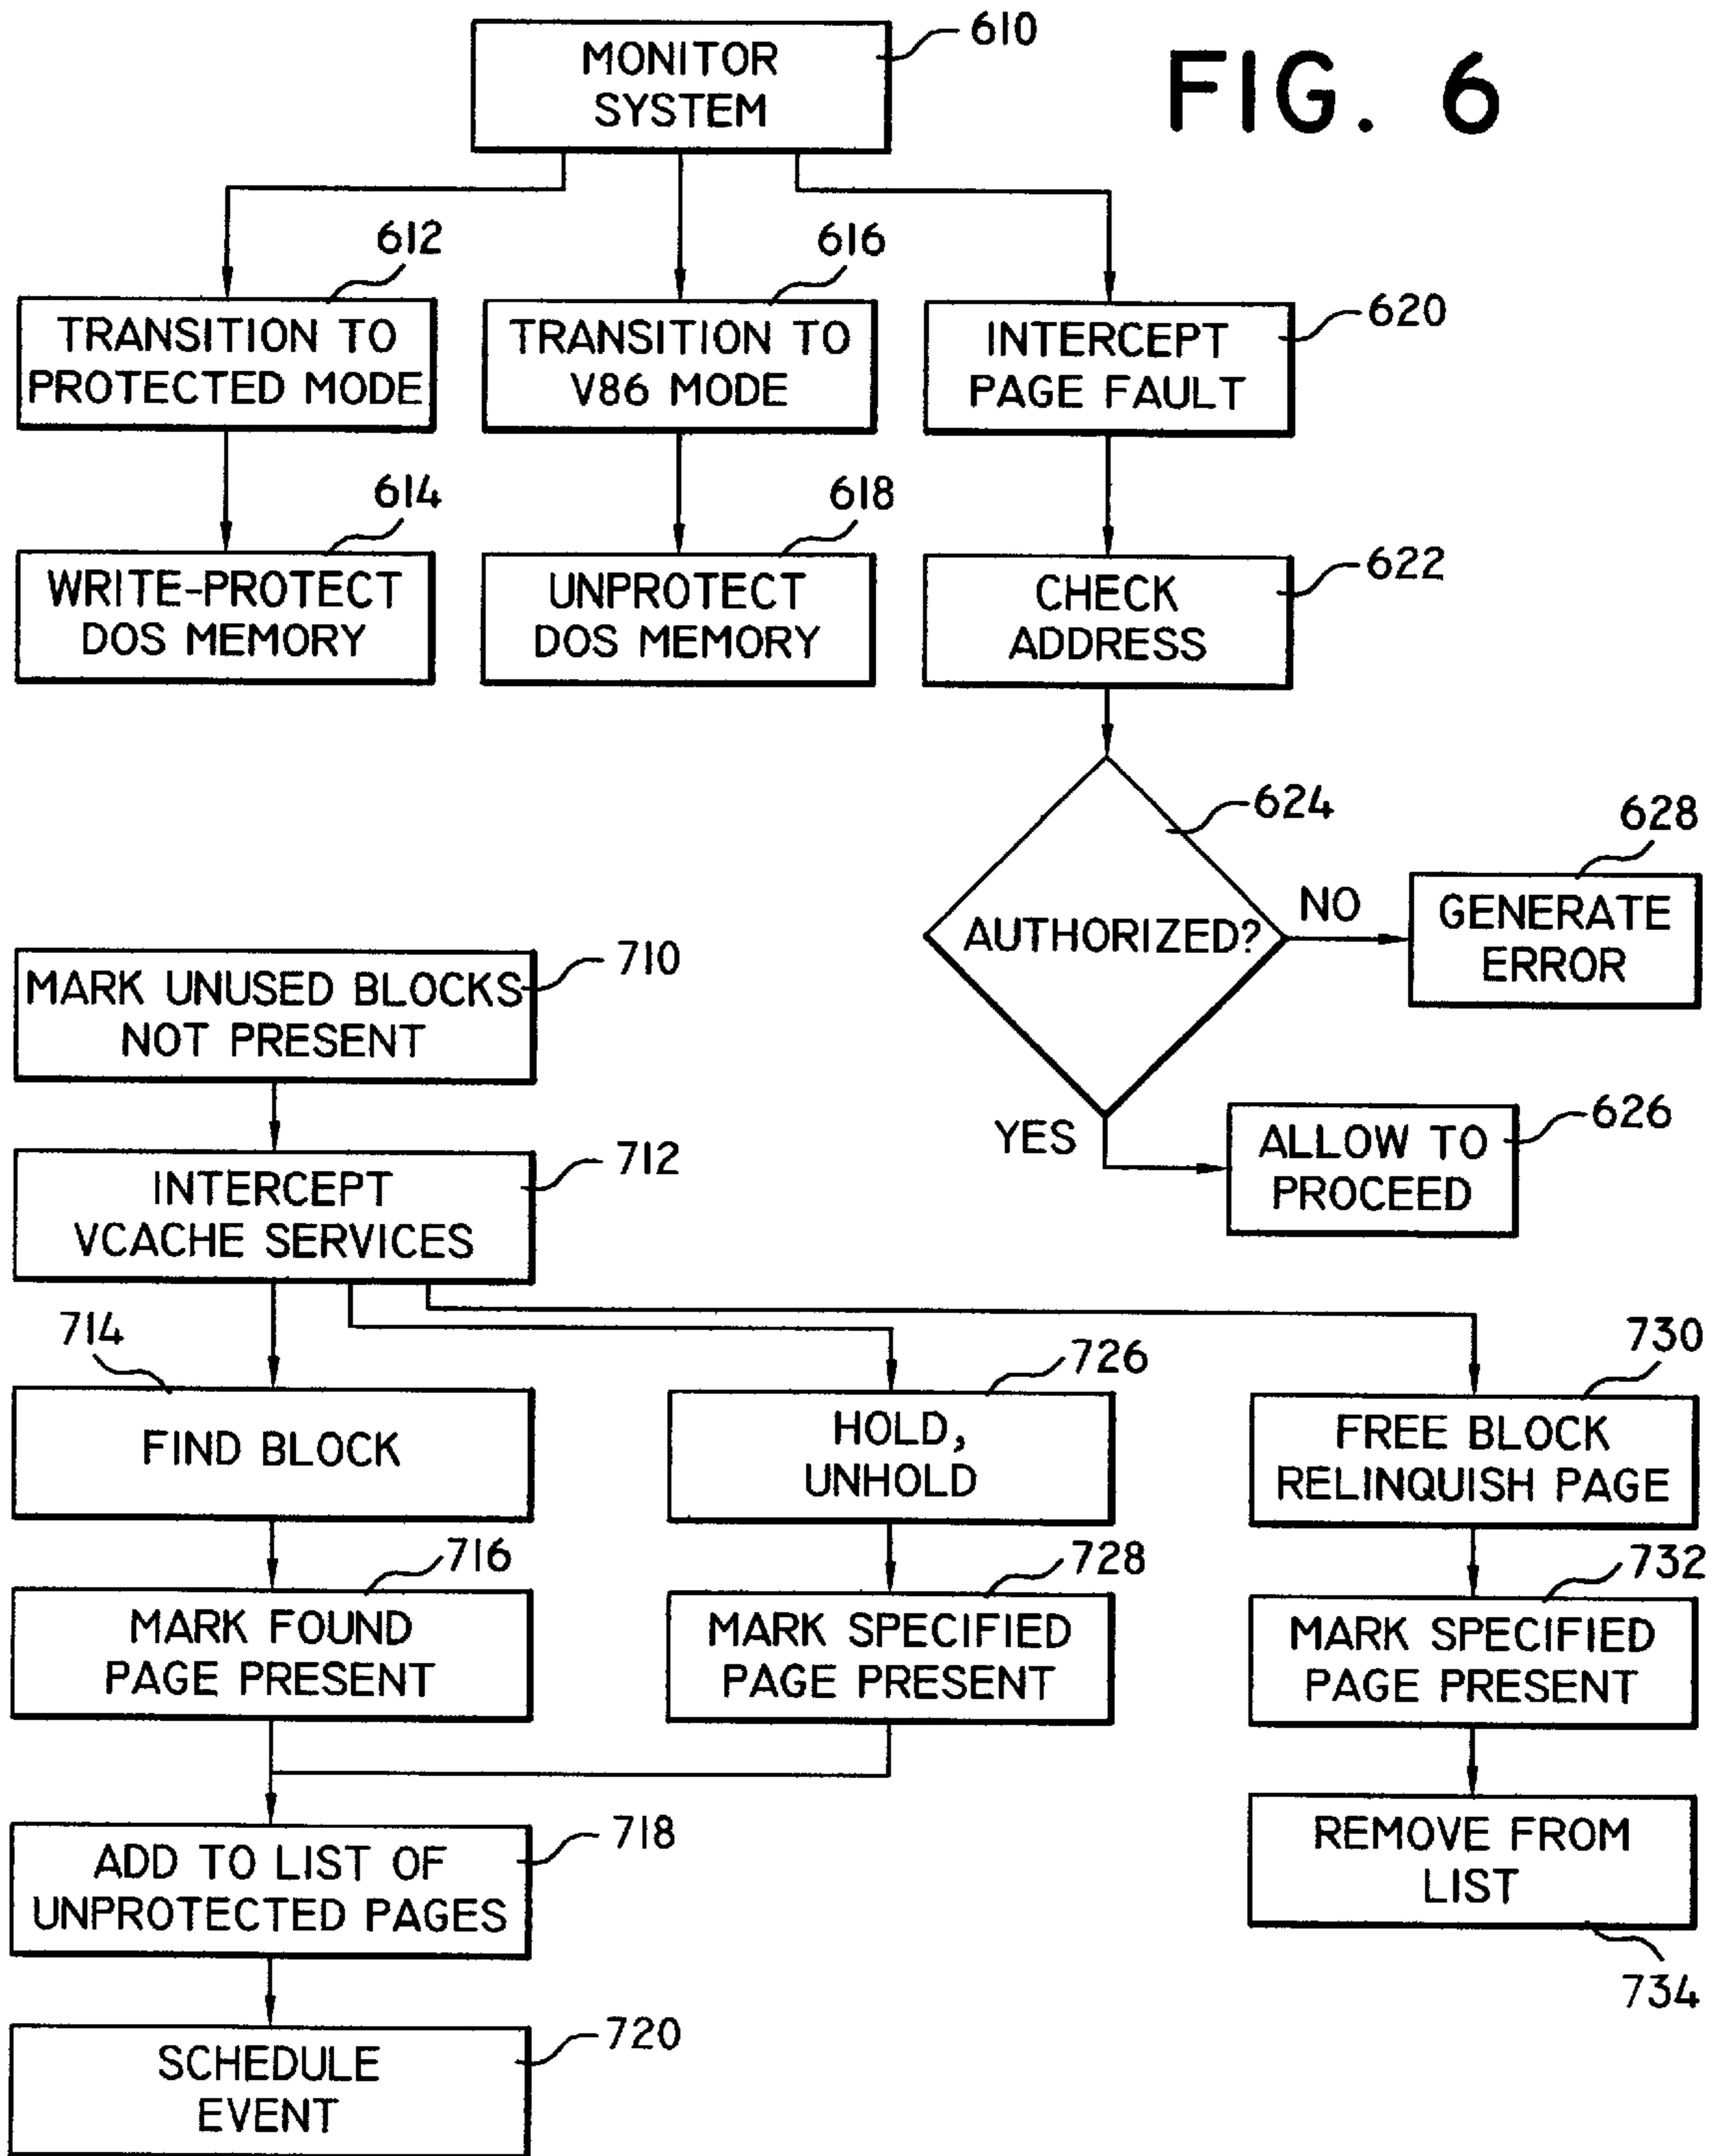 FIG. 6
610
MONITOR
SYSTEM
612
TRANSITION TO
PROTECTED MODE
616
TRANSITION TO
V86 MODE
620
INTERCEPT
PAGE FAULT
614
WRITE-PROTECT
DOS MEMORY
618
UNPROTECT
DOS MEMORY
622
CHECK
ADDRESS
624
AUTHORIZED?
NO
628
GENERATE
ERROR
YES
626
ALLOW TO
PROCEED
710
MARK UNUSED BLOCKS
NOT PRESENT
712
INTERCEPT
VCACHE SERVICES
714
FIND BLOCK
726
HOLD,
UNHOLD
730
FREE BLOCK
RELINQUISH PAGE
716
MARK FOUND
PAGE PRESENT
728
MARK SPECIFIED
PAGE PRESENT
732
MARK SPECIFIED
PAGE PRESENT
718
ADD TO LIST OF
UNPROTECTED PAGES
REMOVE FROM
LIST
734
720
SCHEDULE
EVENT